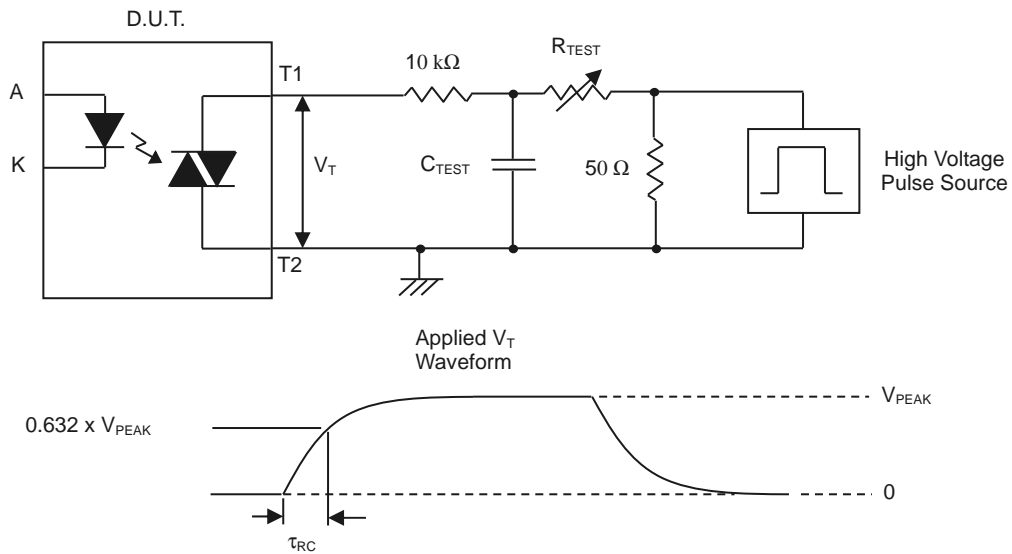 D.U.T.
T1
10 kΩ
R_TEST
A
K
V_T
C_TEST
50 Ω
High Voltage
Pulse Source
T2
Applied V_T
Waveform
V_PEAK
0.632 x V_PEAK
0
τ_RC